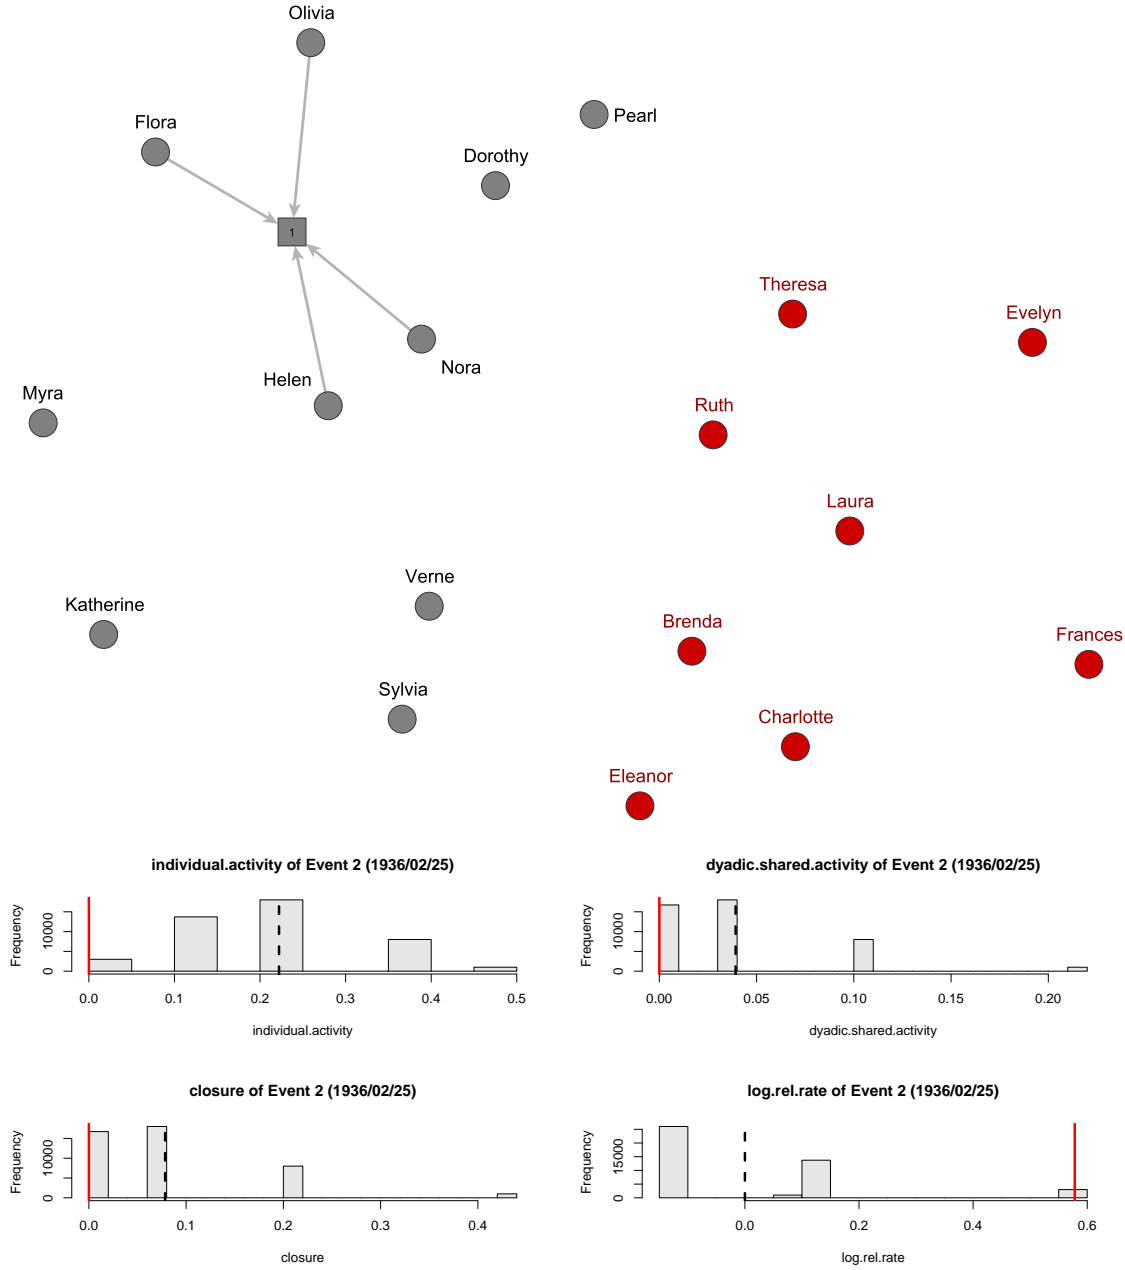 Olivia
Pearl
Flora
Dorothy
1
Theresa
Evelyn
Nora
Helen
Myra
Ruth
Laura
Verne
Katherine
Brenda
Frances
Sylvia
Charlotte
Eleanor
individual.activity of Event 2 (1936/02/25)
Frequency
0 10000
0.0 0.1 0.2 0.3 0.4 0.5
individual.activity
dyadic.shared.activity of Event 2 (1936/02/25)
Frequency
0 10000
0.00 0.05 0.10 0.15 0.20
dyadic.shared.activity
closure of Event 2 (1936/02/25)
Frequency
0 10000
0.0 0.1 0.2 0.3 0.4
closure
log.rel.rate of Event 2 (1936/02/25)
Frequency
0 15000
0.0 0.2 0.4 0.6
log.rel.rate